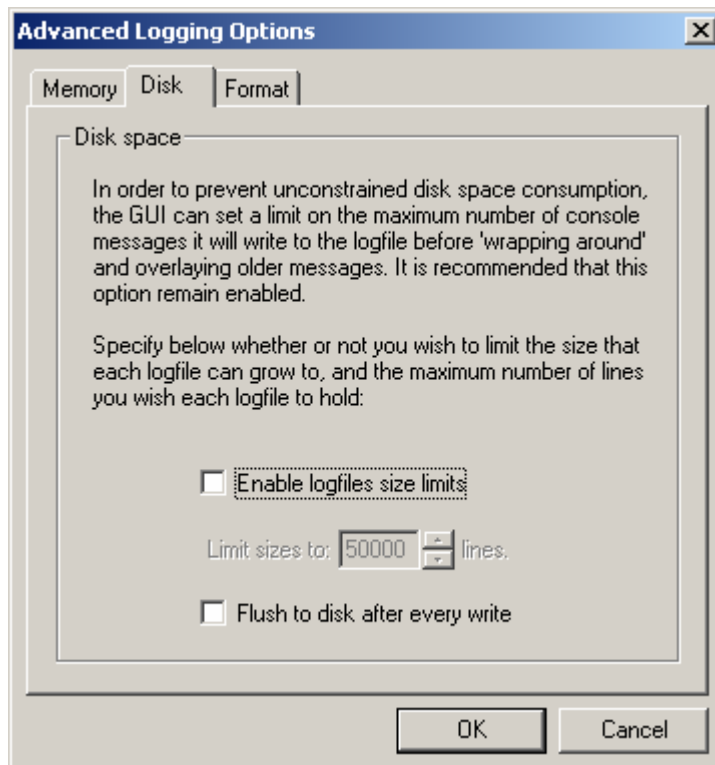 Advanced Logging Options
Memory Disk Format
Disk space
In order to prevent unconstrained disk space consumption,
the GUI can set a limit on the maximum number of console
messages it will write to the logfile before 'wrapping around'
and overlaying older messages. It is recommended that this
option remain enabled.
Specify below whether or not you wish to limit the size that
each logfile can grow to, and the maximum number of lines
you wish each logfile to hold:
Enable logfiles size limits
Limit sizes to: 50000 lines.
Flush to disk after every write
OK Cancel